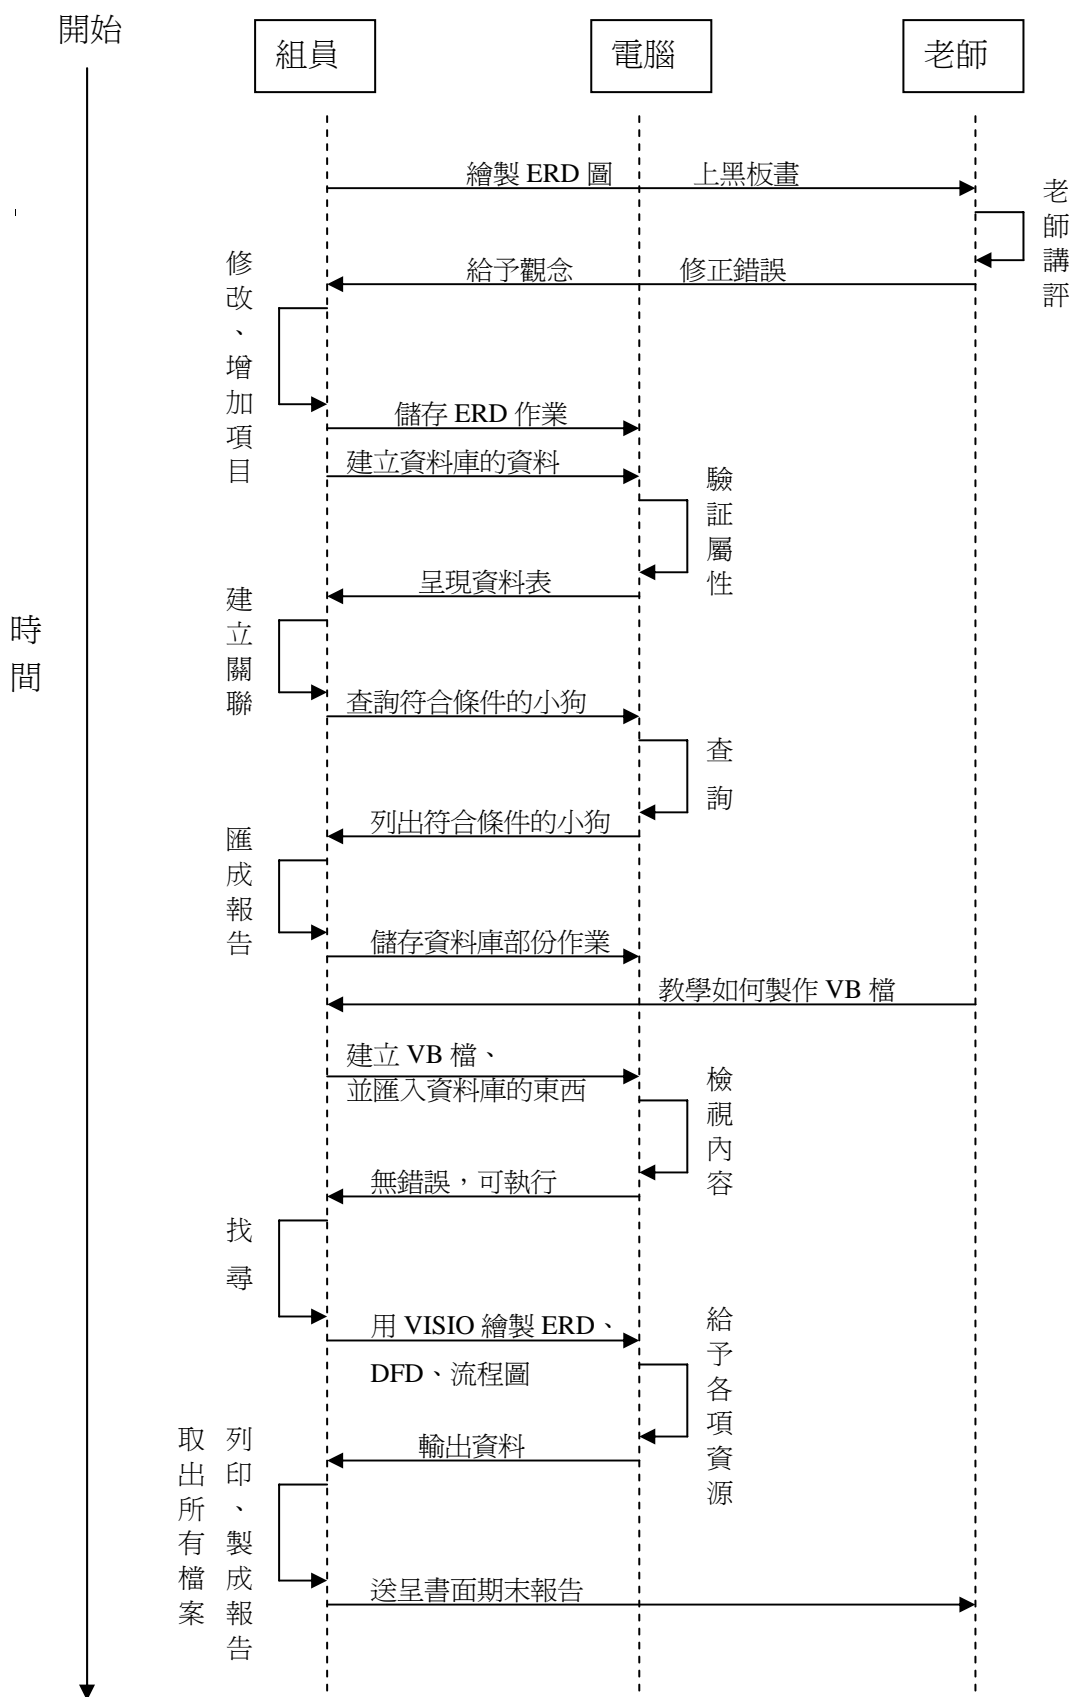 開始
組員
電腦
老師
繪製 ERD 圖
上黑板畫
老師講評
給予觀念
修正錯誤
修改、增加項目
儲存 ERD 作業
建立資料庫的資料
驗証屬性
呈現資料表
建立關聯
時間
查詢符合條件的小狗
查詢
列出符合條件的小狗
匯成報告
儲存資料庫部份作業
教學如何製作 VB 檔
建立 VB 檔、
並匯入資料庫的東西
檢視內容
無錯誤，可執行
找尋
用 VISIO 繪製 ERD、
DFD、流程圖
給予各項資源
輸出資料
列印、製成報告
取出所有檔案
送呈書面期末報告